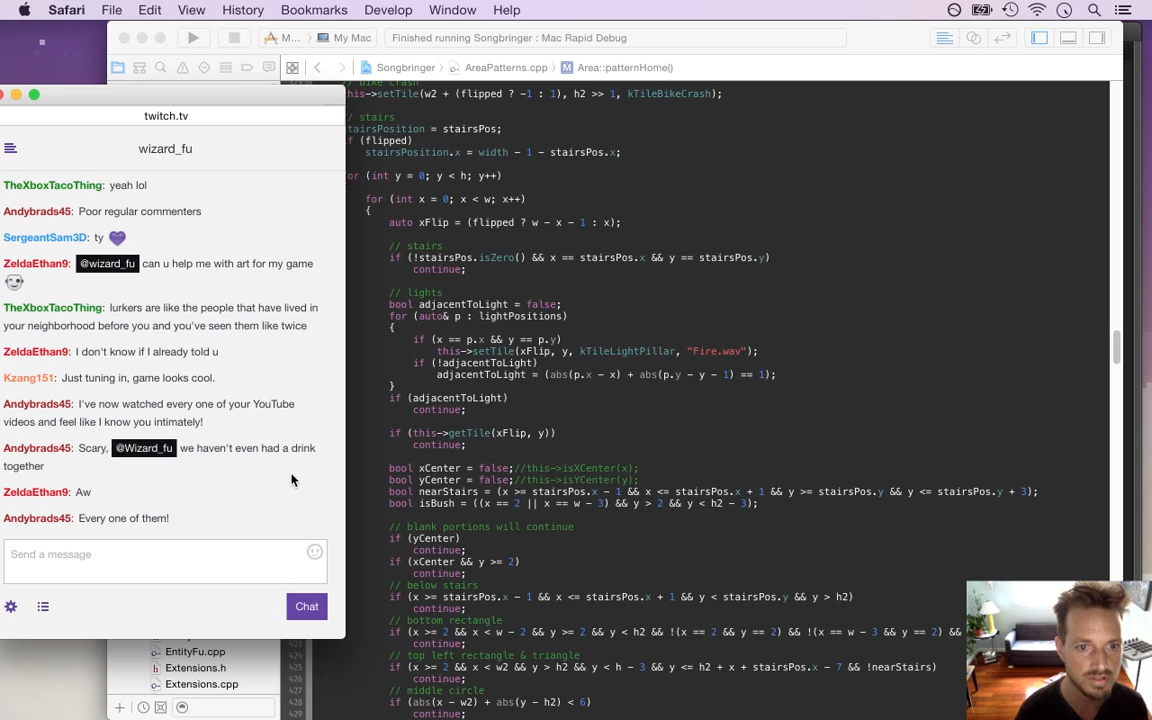 Safari File Edit View History Bookmarks Develop Window Help
M... My Mac Finished running Songbringer : Mac Rapid Debug
Songbringer AreaPatterns.cpp M Area::patternHome()
twitch.tv
wizard_fu
TheXboxTacoThing: yeah lol
Andybrads45: Poor regular commenters
SergeantSam3D: ty
ZeldaEthan9: @wizard_fu can u help me with art for my game
TheXboxTacoThing: lurkers are like the people that have lived in
your neighborhood before you and you've seen them like twice
ZeldaEthan9: I don't know if I already told u
Kzang151: Just tuning in, game looks cool.
Andybrads45: I've now watched every one of your YouTube
videos and feel like I know you intimately!
Andybrads45: Scary, @Wizard_fu we haven't even had a drink
together
ZeldaEthan9: Aw
Andybrads45: Every one of them!
Send a message
Chat
EntityFu.cpp
Extensions.h
Extensions.cpp
// bike crash
this->setTile(w2 + (flipped ? -1 : 1), h2 >> 1, kTileBikeCrash);
// stairs
stairsPosition = stairsPos;
if (flipped)
stairsPosition.x = width - 1 - stairsPos.x;
for (int y = 0; y < h; y++)
for (int x = 0; x < w; x++)
{
auto xFlip = (flipped ? w - x - 1 : x);
// stairs
if (!stairsPos.isZero() && x == stairsPos.x && y == stairsPos.y)
continue;
// lights
bool adjacentToLight = false;
for (auto& p : lightPositions)
{
if (x == p.x && y == p.y)
this->setTile(xFlip, y, kTileLightPillar, "Fire.wav");
if (!adjacentToLight)
adjacentToLight = (abs(p.x - x) + abs(p.y - y - 1) == 1);
}
if (adjacentToLight)
continue;
if (this->getTile(xFlip, y))
continue;
bool xCenter = false;//this->isXCenter(x);
bool yCenter = false;//this->isYCenter(y);
bool nearStairs = (x >= stairsPos.x - 1 && x <= stairsPos.x + 1 && y >= stairsPos.y && y <= stairsPos.y + 3);
bool isBush = ((x == 2 || x == w - 3) && y > 2 && y < h2 - 3);
// blank portions will continue
if (yCenter)
continue;
if (xCenter && y >= 2)
continue;
// below stairs
if (x >= stairsPos.x - 1 && x <= stairsPos.x + 1 && y < stairsPos.y && y > h2)
continue;
// bottom rectangle
if (x >= 2 && x < w - 2 && y >= 2 && y < h2 && !(x == 2 && y == 2) && !(x == w - 3 && y == 2) &&
continue;
// top left rectangle & triangle
425 if (x >= 2 && x < w2 && y > h2 && y < h - 3 && y <= h2 + x + stairsPos.x - 7 && !nearStairs)
426 continue;
427 // middle circle
428 if (abs(x - w2) + abs(y - h2) < 6)
429 continue;